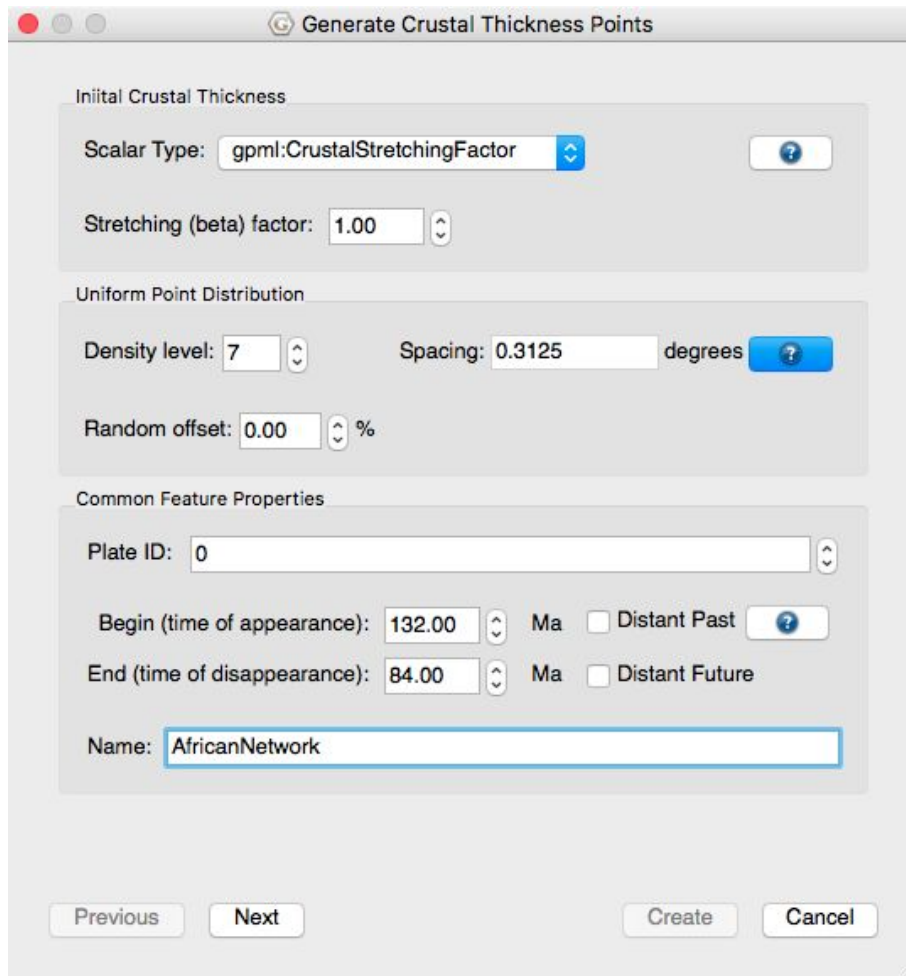 Generate Crustal Thickness Points
Iniital Crustal Thickness
Scalar Type: gpml:CrustalStretchingFactor ?
Stretching (beta) factor: 1.00
Uniform Point Distribution
Density level: 7 Spacing: 0.3125 degrees ?
Random offset: 0.00 %
Common Feature Properties
Plate ID: 0
Begin (time of appearance): 132.00 Ma Distant Past ?
End (time of disappearance): 84.00 Ma Distant Future
Name: AfricanNetwork
Previous Next Create Cancel